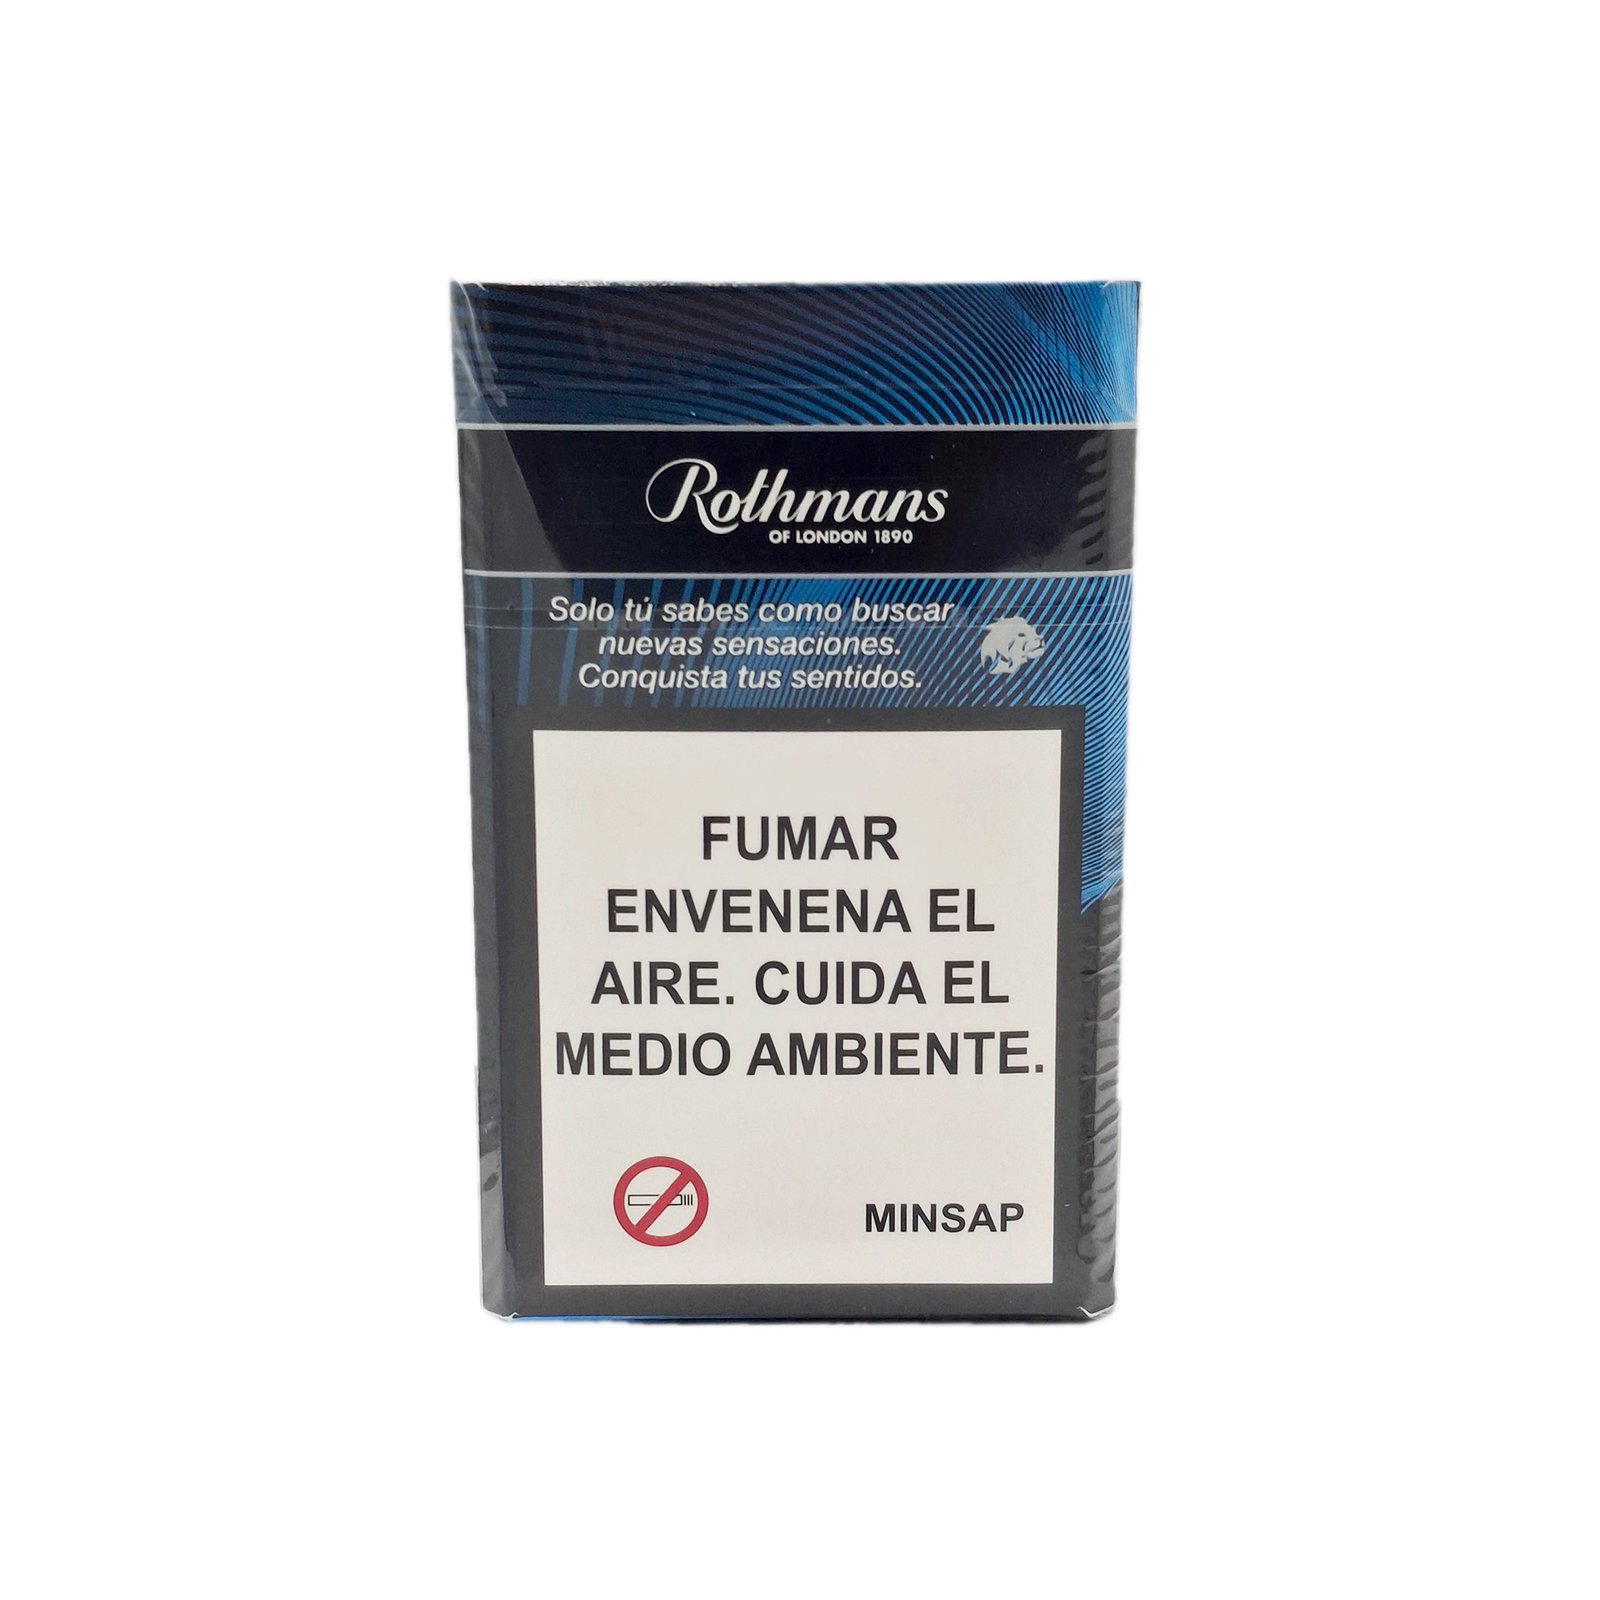 Rothmans
OF LONDON 1890
Solo tú sabes como buscar
nuevas sensaciones.
Conquista tus sentidos.
FUMAR
ENVENENA EL
AIRE. CUIDA EL
MEDIO AMBIENTE.
MINSAP